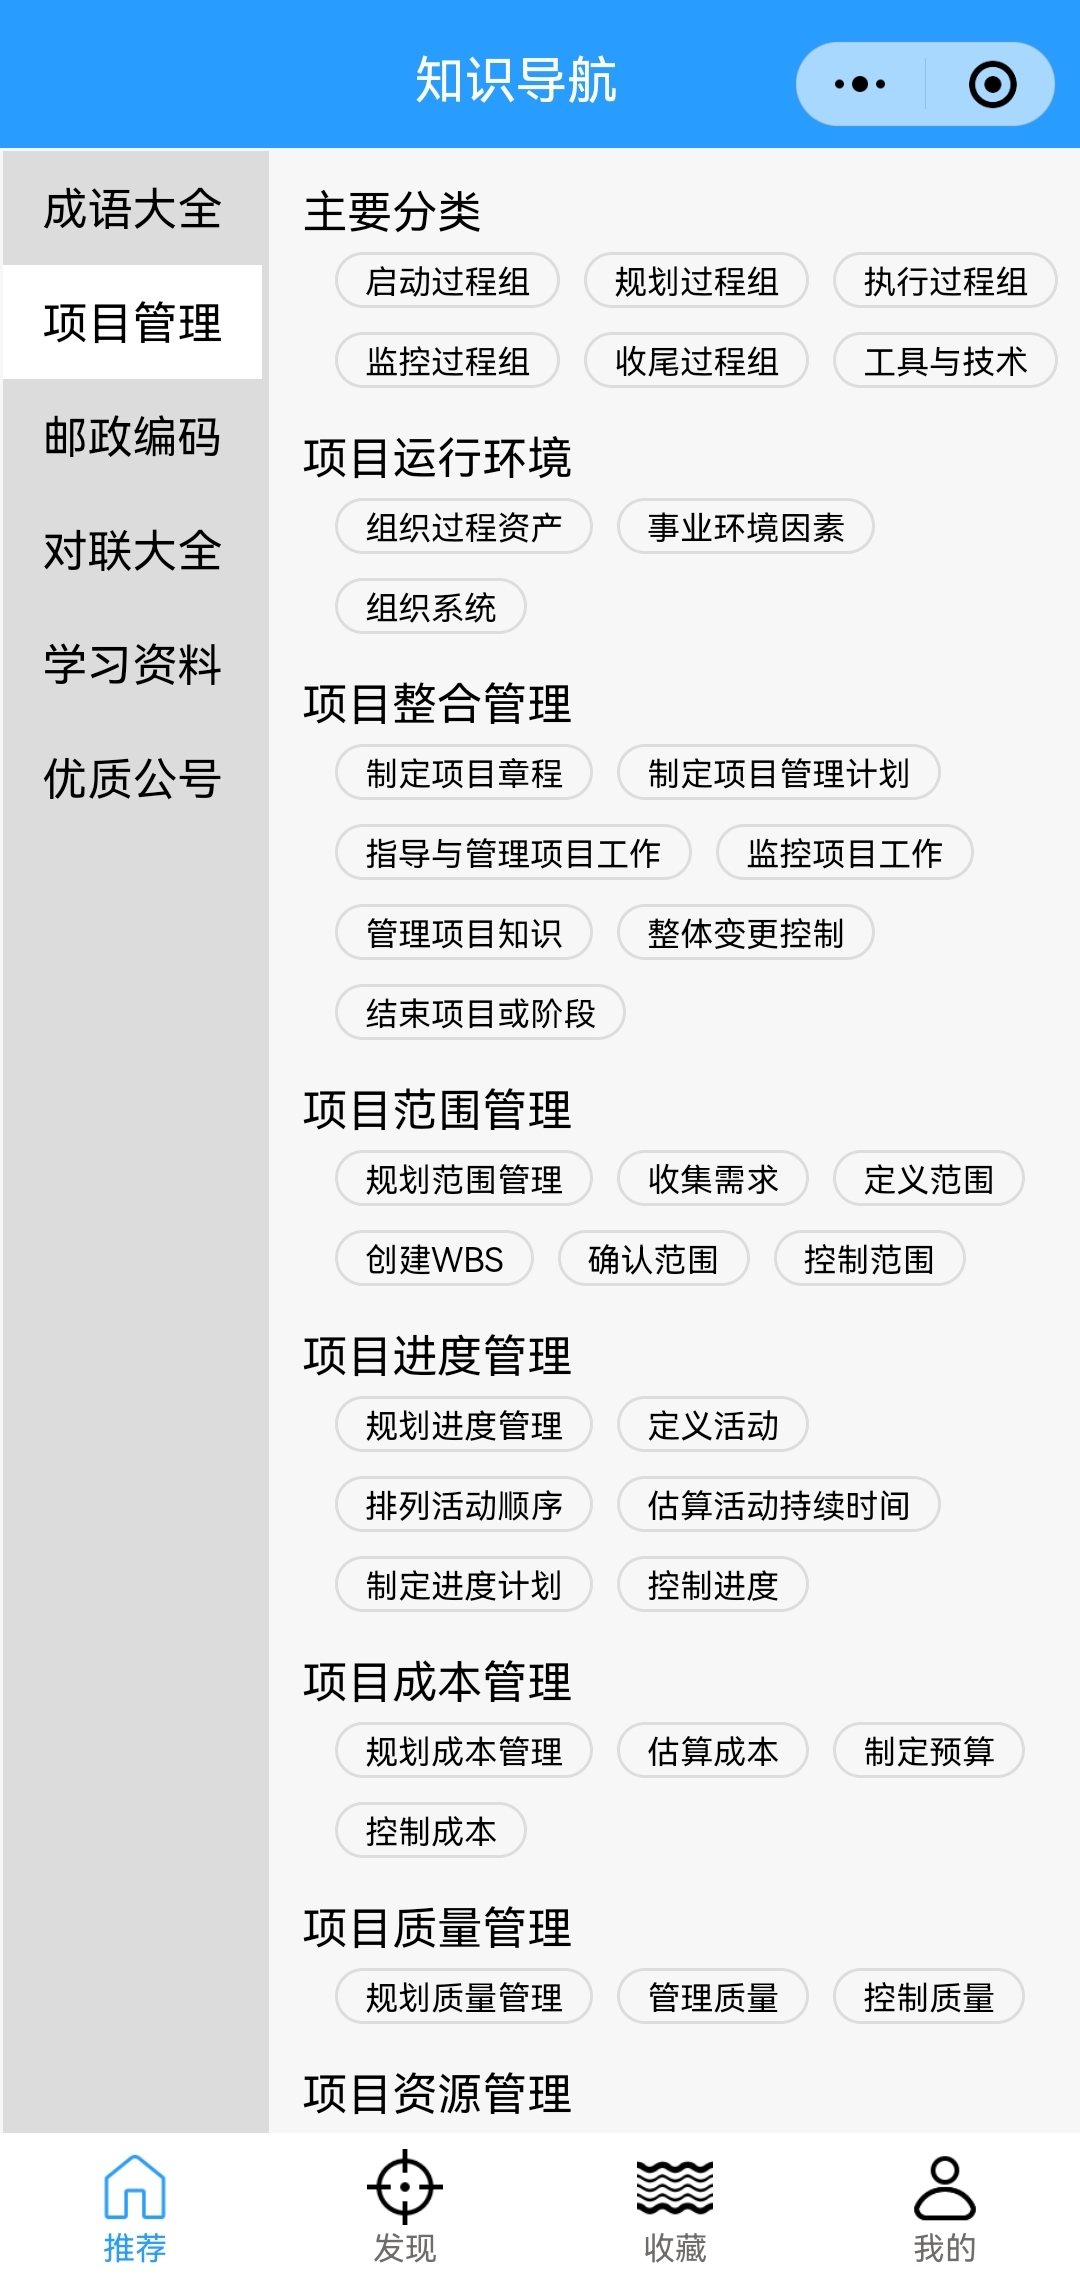 知识导航
成语大全
项目管理
邮政编码
对联大全
学习资料
优质公号
主要分类
启动过程组 规划过程组 执行过程组
监控过程组 收尾过程组 工具与技术
项目运行环境
组织过程资产 事业环境因素
组织系统
项目整合管理
制定项目章程 制定项目管理计划
指导与管理项目工作 监控项目工作
管理项目知识 整体变更控制
结束项目或阶段
项目范围管理
规划范围管理 收集需求 定义范围
创建WBS 确认范围 控制范围
项目进度管理
规划进度管理 定义活动
排列活动顺序 估算活动持续时间
制定进度计划 控制进度
项目成本管理
规划成本管理 估算成本 制定预算
控制成本
项目质量管理
规划质量管理 管理质量 控制质量
项目资源管理
推荐 发现 收藏 我的